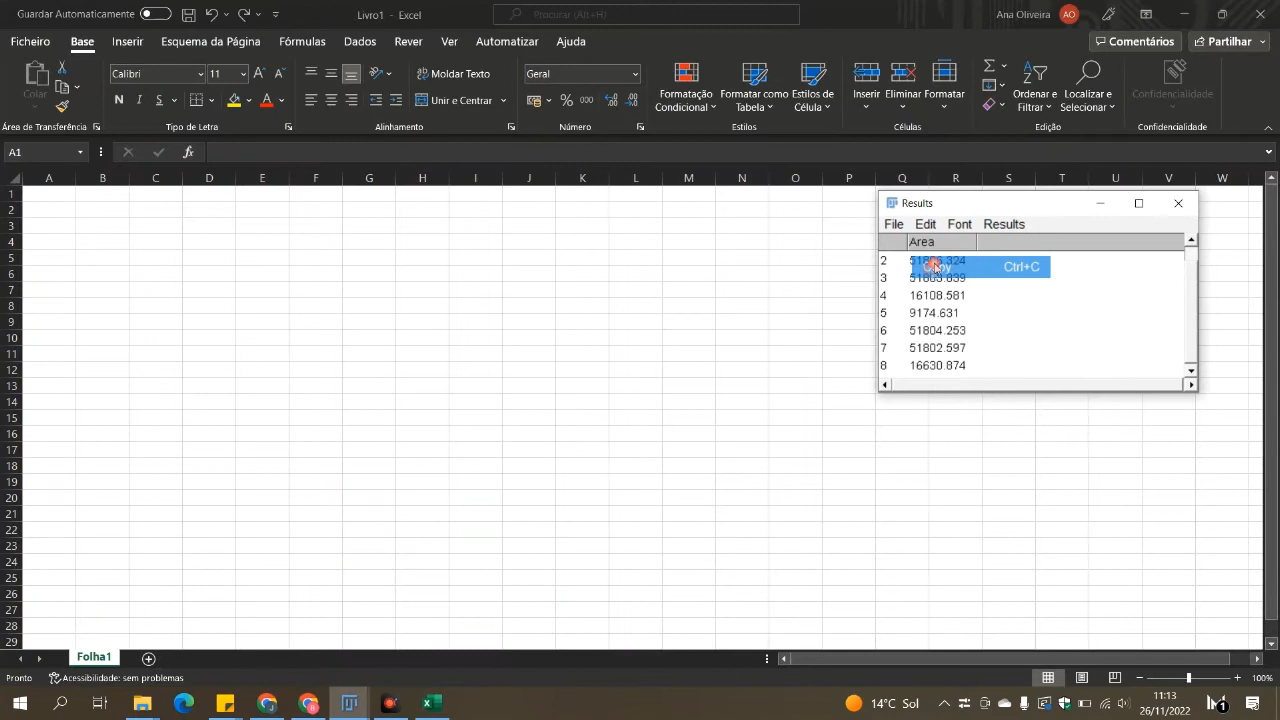 Guardar Automaticamente
Livro1 - Excel
Procurar (Alt+H)
Ana Oliveira AO
Ficheiro Base Inserir Esquema da Página Fórmulas Dados Rever Ver Automatizar Ajuda
Comentários Partilhar
Colar
Calibri 11
Moldar Texto
Geral
N I S
Unir e Centrar
% 000
Formatação Condicional
Formatar como Tabela
Estilos de Célula
Inserir Eliminar Formatar
Ordenar e Filtrar
Localizar e Selecionar
Confidencialidade
Área de Transferência Tipo de Letra Alinhamento Número Estilos Células Edição Confidencialidade
A1 fx
A B C D E F G H I J K L M N O P Q R S T U V W
1
2
3
4
5
6
7
8
9
10
11
12
13
14
15
16
17
18
19
20
21
22
23
24
25
26
27
28
29
Results
File Edit Font Results
Area
2
Copy Ctrl+C
3 51803.839
4 16108.581
5 9174.631
6 51804.253
7 51802.597
8 16630.874
Folha1
Pronto Acessibilidade: sem problemas 100%
14°C Sol
11:13
26/11/2022
1